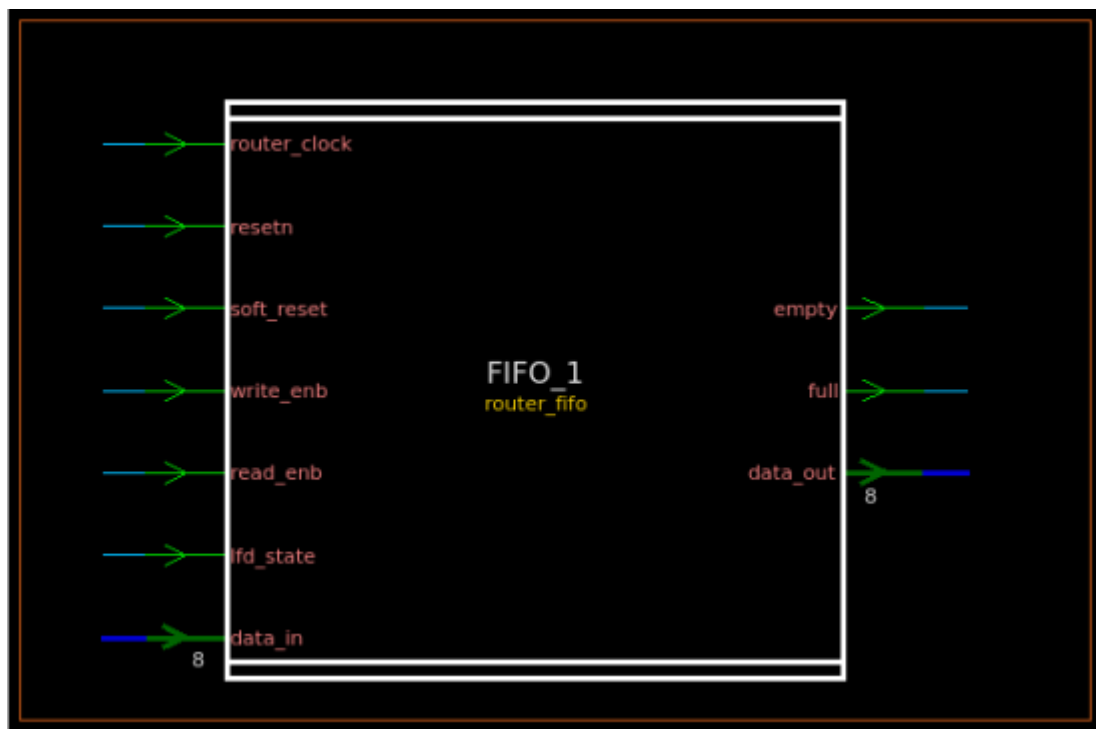 router_clock
resetn
soft_reset
empty
FIFO_1
write_enb
full
router_fifo
read_enb
data_out
8
lfd_state
data_in
8